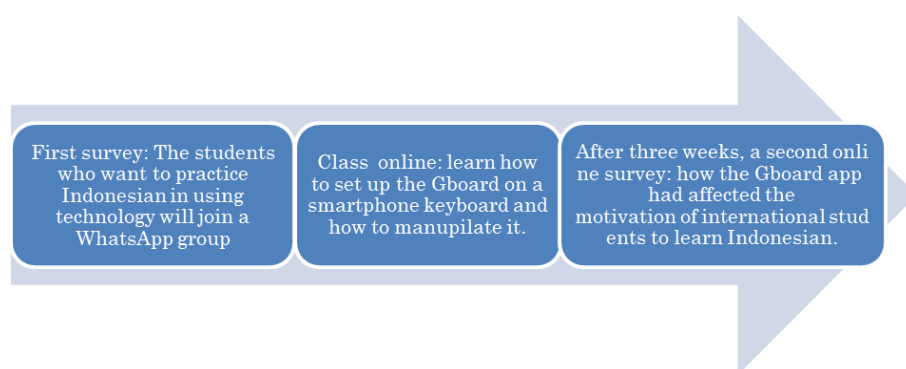 First survey: The students
who want to practice
Indonesian in using
technology will join a
WhatsApp group
Class online: learn how
to set up the Gboard on a
smartphone keyboard and
how to manupilate it.
After three weeks, a second onli
ne survey: how the Gboard app
had affected the
motivation of international stud
ents to learn Indonesian.